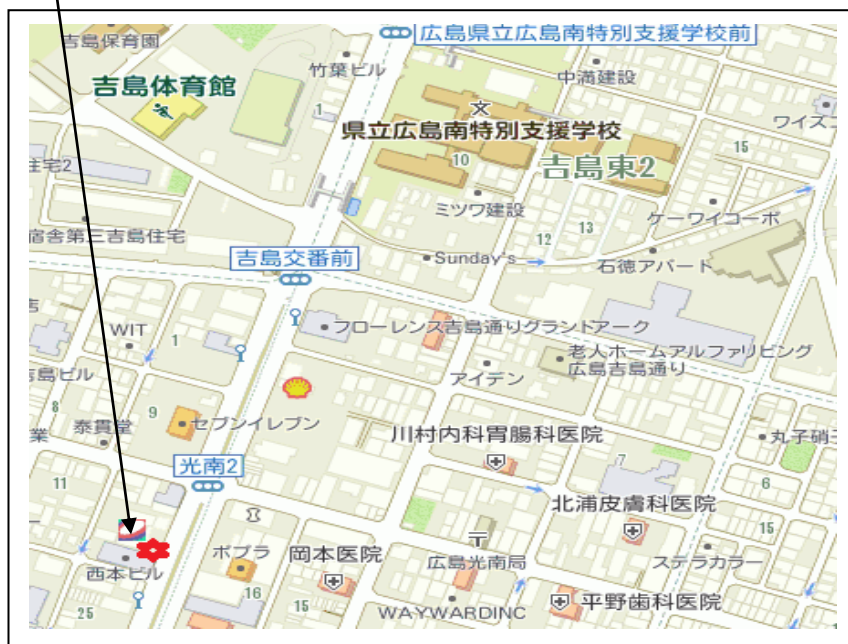 広島県立広島南特別支援学校前
吉島保育園
竹葉ビル
中満建設
吉島体育館
1
ワイズコ
県立広島南特別支援学校
10
吉島東2
15
住宅2
ミツワ建設
ケーワイコーポ
宿舎第三吉島住宅
12
13
吉島交番前
Sunday's
石徳アパート
店
WIT
1
フローレンス吉島通りグランドアーク
老人ホームアルファリビング
広島吉島通り
吉島ビル
アイデン
8
9
セブンイレブン
泰貫堂
業
川村内科胃腸科医院
丸子硝子
光南2
7
6
11
北浦皮膚科医院
15
ポプラ
岡本医院
広島光南局
ステラカラー
西本ビル
25
16
15
WAYWARDINC
平野歯科医院
11